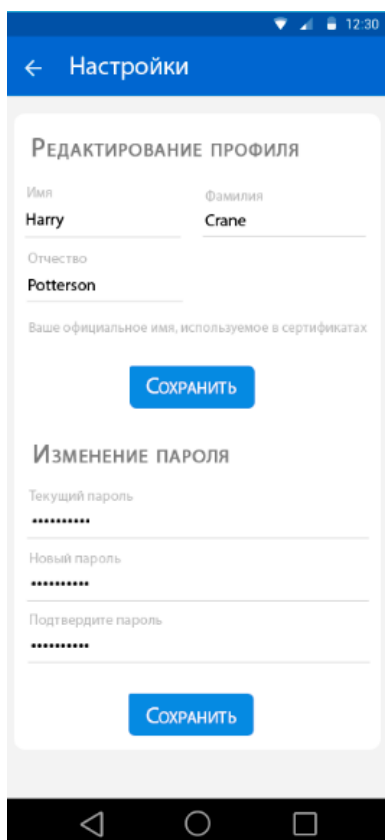 12:30
Настройки
Редактирование профиля
Имя
Фамилия
Harry
Crane
Отчество
Potterson
Ваше официальное имя, используемое в сертификатах
Сохранить
Изменение пароля
Текущий пароль
••••••••••
Новый пароль
••••••••••
Подтвердите пароль
••••••••••
Сохранить